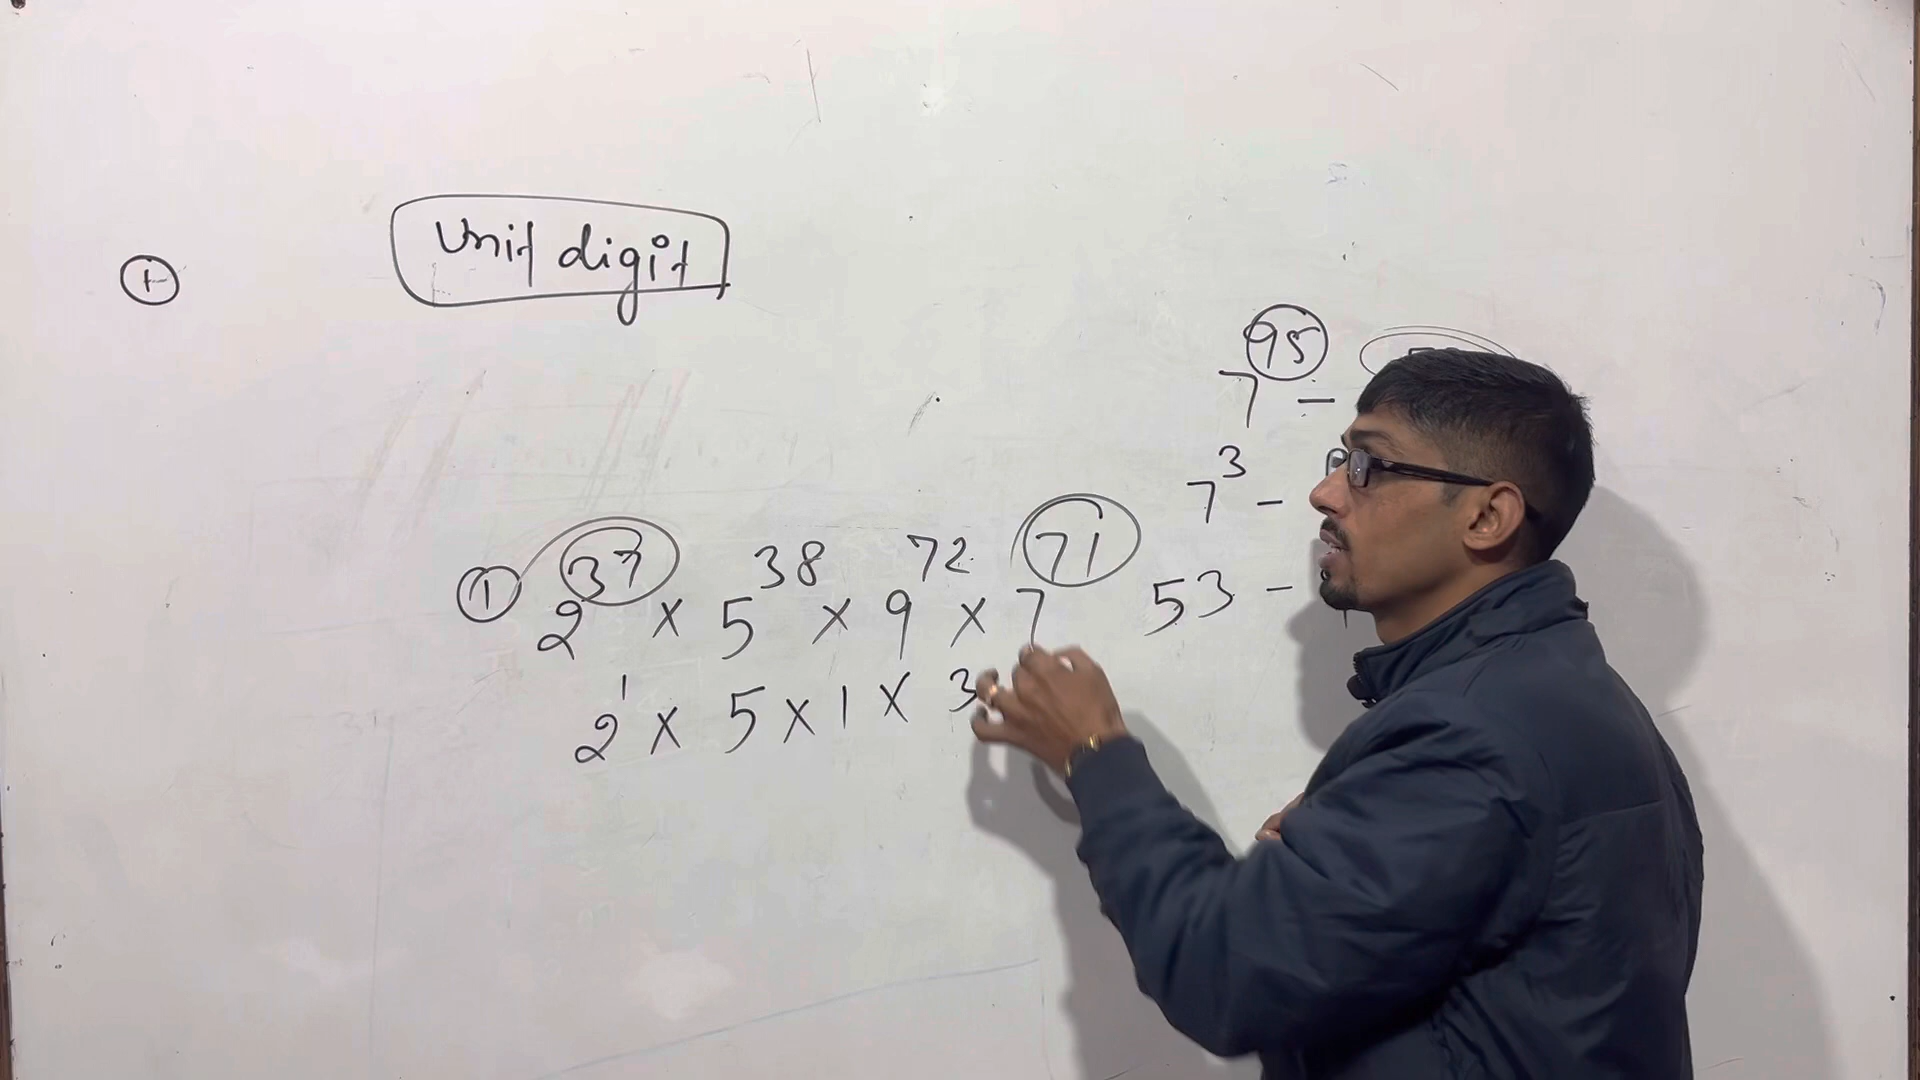 ① Unit digit
7^95 =
7^3 -
① 2^37 × 5^38 × 9^72 × 7^71
53 -
2^1 × 5 × 1 × 3